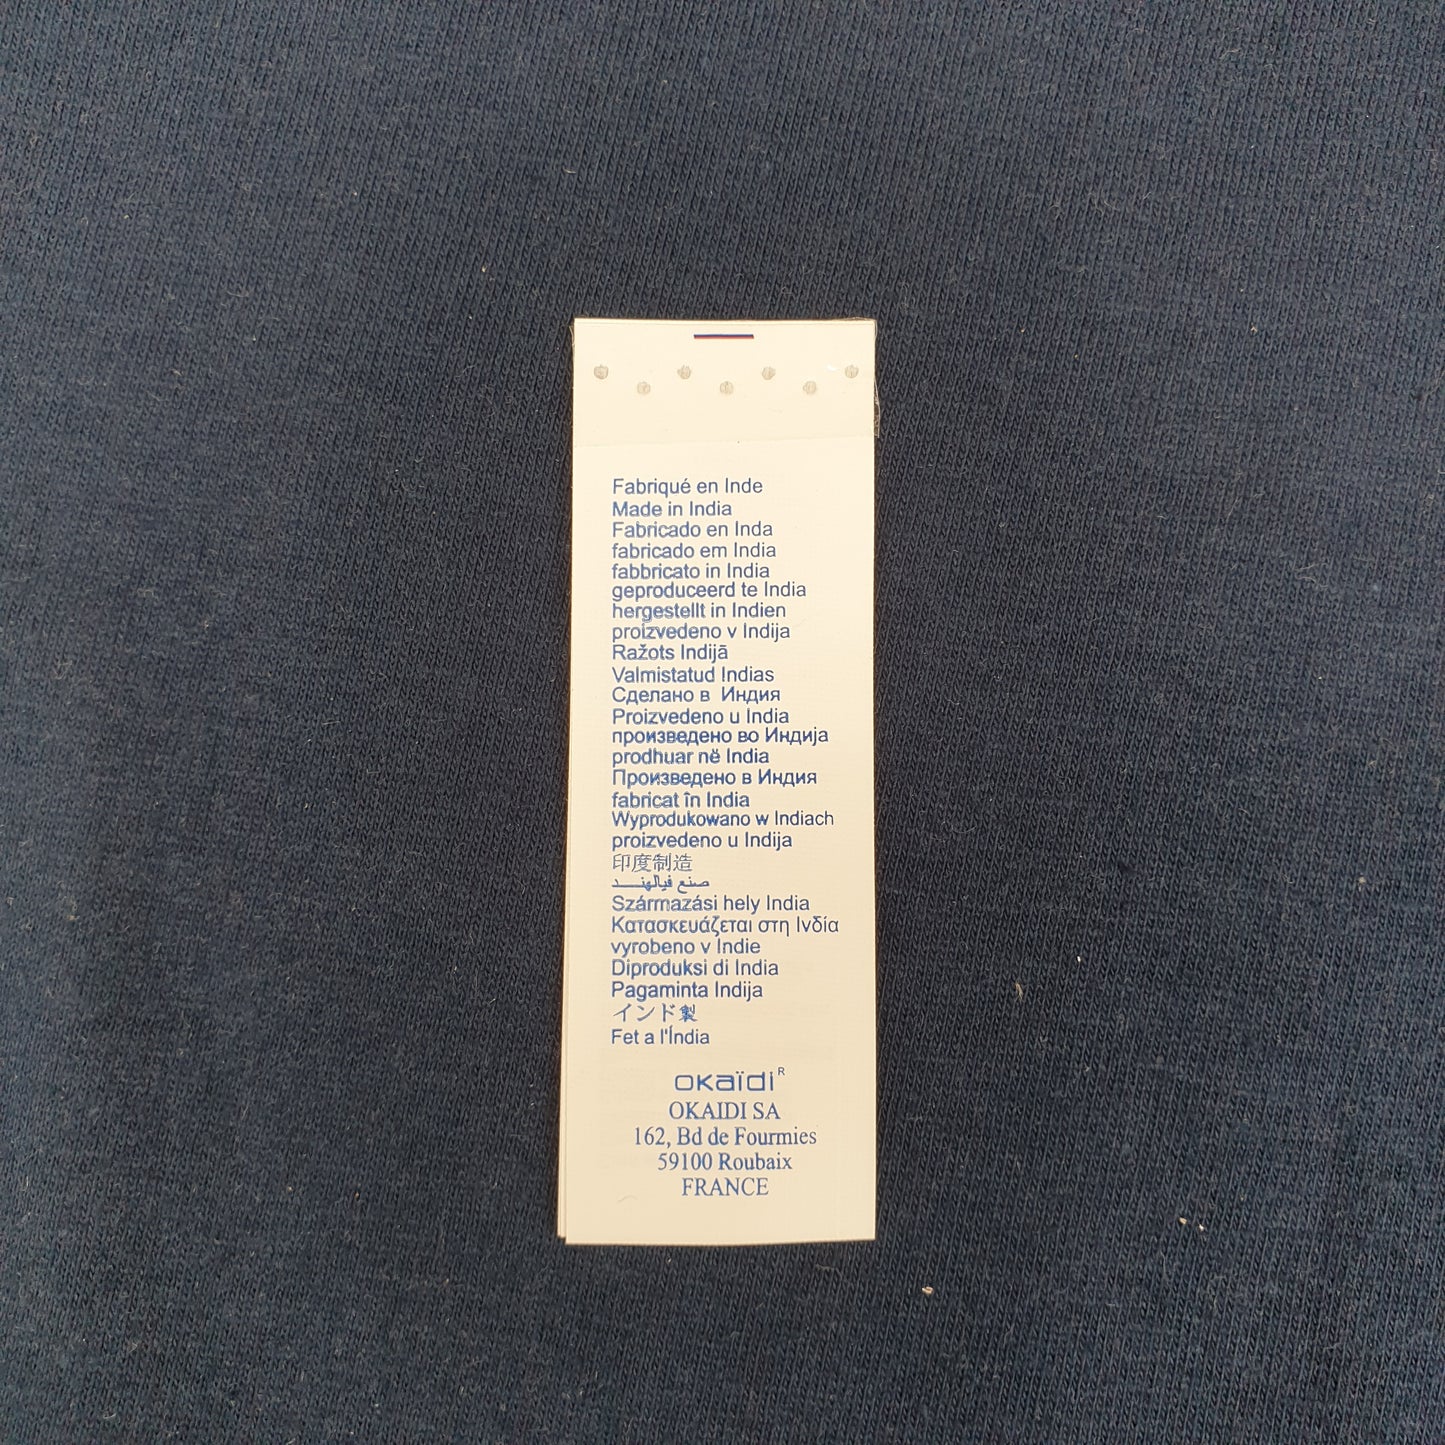 Fabriqué en Inde
Made in India
Fabricado en Inda
fabricado em India
fabbricato in India
geproduceerd te India
hergestellt in Indien
proizvedeno v Indija
Ražots Indijā
Valmistatud Indias
Сделано в Индия
Proizvedeno u India
произведено во Индија
prodhuar në India
Произведено в Индия
fabricat în India
Wyprodukowano w Indiach
proizvedeno u Indija
印度制造
صنع فيالهنـــد
Származási hely India
Κατασκευάζεται στη Ινδία
vyrobeno v Indie
Diproduksi di India
Pagaminta Indija
インド製
Fet a l'Índia
oKaïdi R
OKAIDI SA
162, Bd de Fourmies
59100 Roubaix
FRANCE